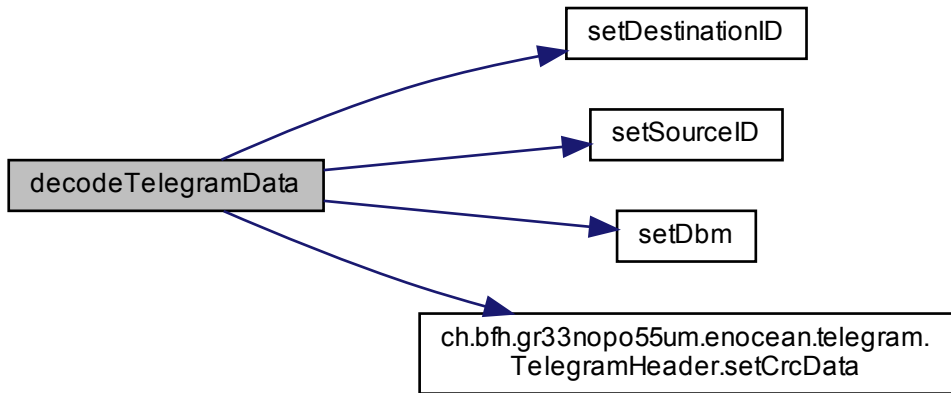 setDestinationID
setSourceID
decodeTelegramData
setDbm
ch.bfh.gr33nopo55um.enocean.telegram.
TelegramHeader.setCrcData